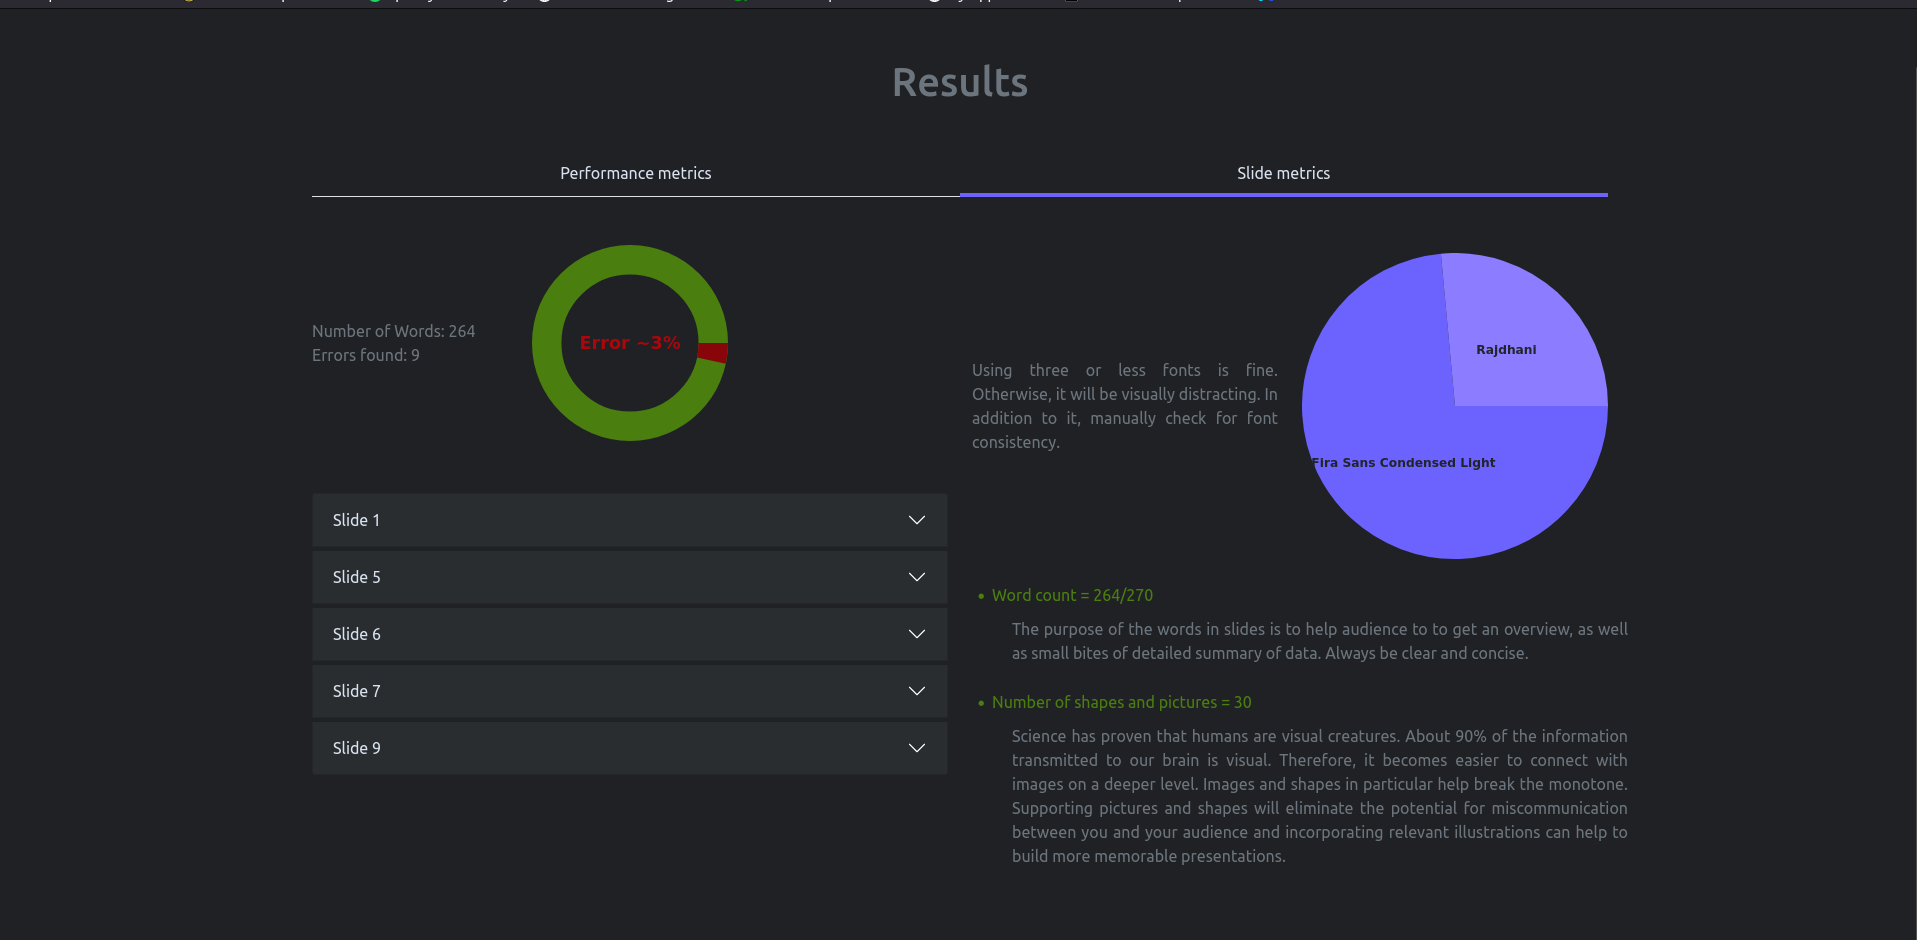 Results
Performance metrics
Slide metrics
Number of Words: 264
Errors found: 9
Error ~3%
Slide 1
Slide 5
Slide 6
Slide 7
Slide 9
Using three or less fonts is fine.
Otherwise, it will be visually distracting. In
addition to it, manually check for font
consistency.
Rajdhani
Fira Sans Condensed Light
• Word count = 264/270
The purpose of the words in slides is to help audience to to get an overview, as well
as small bites of detailed summary of data. Always be clear and concise.
• Number of shapes and pictures = 30
Science has proven that humans are visual creatures. About 90% of the information
transmitted to our brain is visual. Therefore, it becomes easier to connect with
images on a deeper level. Images and shapes in particular help break the monotone.
Supporting pictures and shapes will eliminate the potential for miscommunication
between you and your audience and incorporating relevant illustrations can help to
build more memorable presentations.